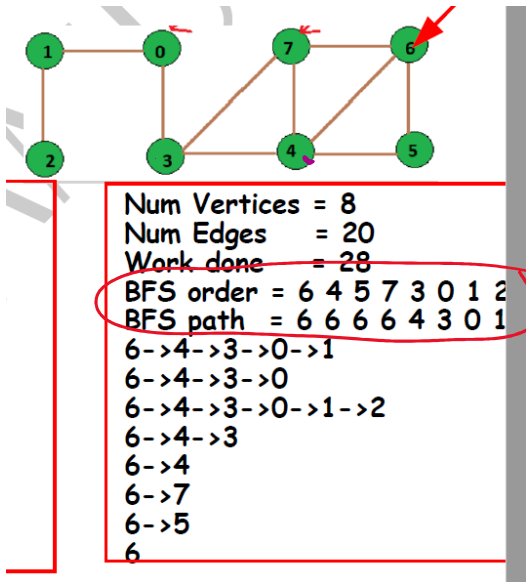 1 0 7 6
2 3 4 5
Num Vertices = 8
Num Edges = 20
Work done = 28
BFS order = 6 4 5 7 3 0 1 2
BFS path = 6 6 6 6 4 3 0 1
6->4->3->0->1
6->4->3->0
6->4->3->0->1->2
6->4->3
6->4
6->7
6->5
6